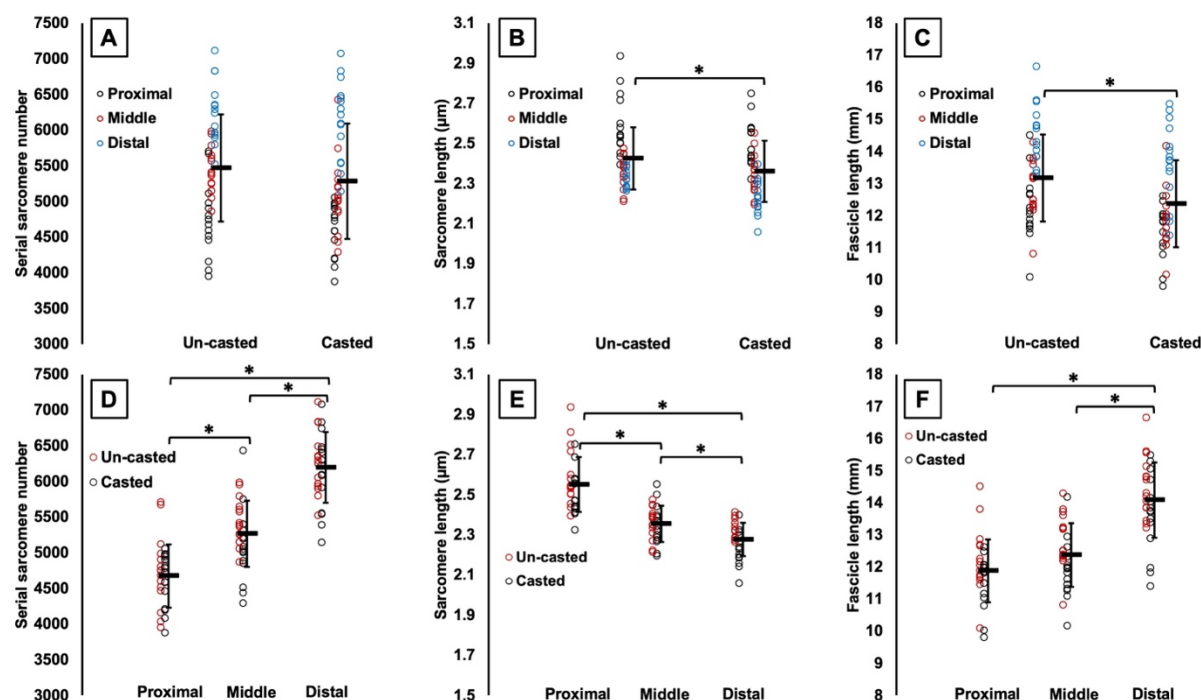 A
Serial sarcomere number
7500
7000
6500
6000
5500
5000
4500
4000
3500
3000
Proximal
Middle
Distal
Un-casted
Casted
B
Sarcomere length (µm)
3.1
2.9
2.7
2.5
2.3
2.1
1.9
1.7
1.5
Proximal
Middle
Distal
*
Un-casted
Casted
C
Fascicle length (mm)
18
17
16
15
14
13
12
11
10
9
8
Proximal
Middle
Distal
*
Un-casted
Casted
D
Serial sarcomere number
7500
7000
6500
6000
5500
5000
4500
4000
3500
3000
Un-casted
Casted
*
*
*
Proximal
Middle
Distal
E
Sarcomere length (µm)
3.1
2.9
2.7
2.5
2.3
2.1
1.9
1.7
1.5
Un-casted
Casted
*
*
*
Proximal
Middle
Distal
F
Fascicle length (mm)
18
17
16
15
14
13
12
11
10
9
8
Un-casted
Casted
*
*
Proximal
Middle
Distal